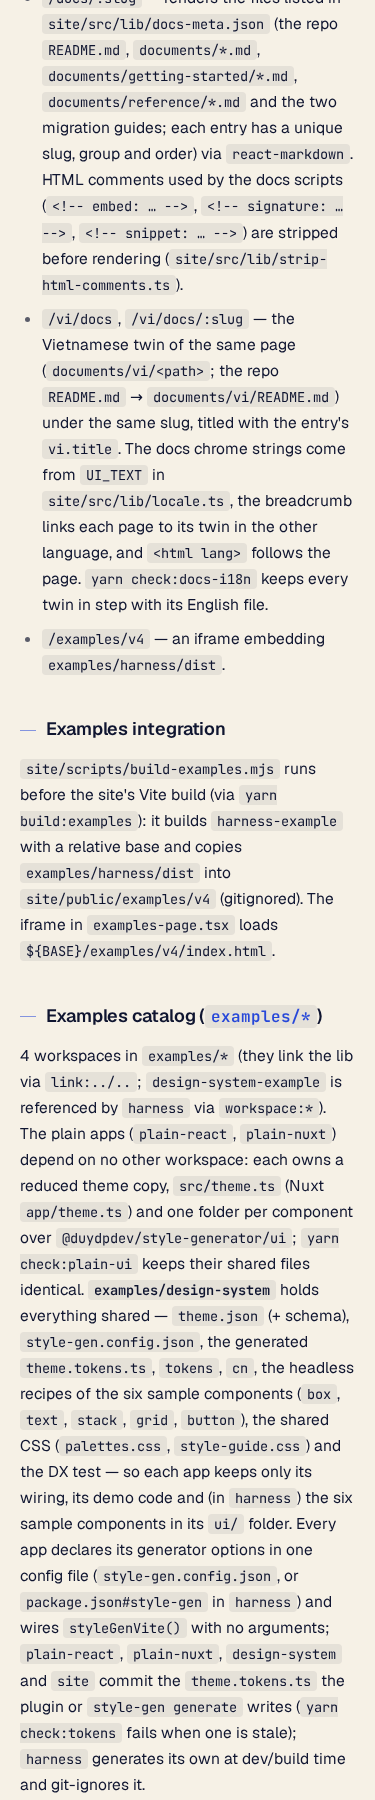 /docs/:slug — renders the files listed in
site/src/lib/docs-meta.json (the repo
README.md, documents/*.md,
documents/getting-started/*.md,
documents/reference/*.md and the two
migration guides; each entry has a unique
slug, group and order) via react-markdown.
HTML comments used by the docs scripts
(<!-- embed: … -->, <!-- signature: …
-->, <!-- snippet: … -->) are stripped
before rendering (site/src/lib/strip-
html-comments.ts).
• /vi/docs, /vi/docs/:slug — the
Vietnamese twin of the same page
(documents/vi/<path>; the repo
README.md → documents/vi/README.md)
under the same slug, titled with the entry's
vi.title. The docs chrome strings come
from UI_TEXT in
site/src/lib/locale.ts, the breadcrumb
links each page to its twin in the other
language, and <html lang> follows the
page. yarn check:docs-i18n keeps every
twin in step with its English file.
• /examples/v4 — an iframe embedding
examples/harness/dist.
— Examples integration
site/scripts/build-examples.mjs runs
before the site's Vite build (via yarn
build:examples): it builds harness-example
with a relative base and copies
examples/harness/dist into
site/public/examples/v4 (gitignored). The
iframe in examples-page.tsx loads
${BASE}/examples/v4/index.html.
— Examples catalog (examples/*)
4 workspaces in examples/* (they link the lib
via link:../..; design-system-example is
referenced by harness via workspace:*).
The plain apps (plain-react, plain-nuxt)
depend on no other workspace: each owns a
reduced theme copy, src/theme.ts (Nuxt
app/theme.ts) and one folder per component
over @duydpdev/style-generator/ui; yarn
check:plain-ui keeps their shared files
identical. examples/design-system holds
everything shared — theme.json (+ schema),
style-gen.config.json, the generated
theme.tokens.ts, tokens, cn, the headless
recipes of the six sample components (box,
text, stack, grid, button), the shared
CSS (palettes.css, style-guide.css) and
the DX test — so each app keeps only its
wiring, its demo code and (in harness) the six
sample components in its ui/ folder. Every
app declares its generator options in one
config file (style-gen.config.json, or
package.json#style-gen in harness) and
wires styleGenVite() with no arguments;
plain-react, plain-nuxt, design-system
and site commit the theme.tokens.ts the
plugin or style-gen generate writes (yarn
check:tokens fails when one is stale);
harness generates its own at dev/build time
and git-ignores it.